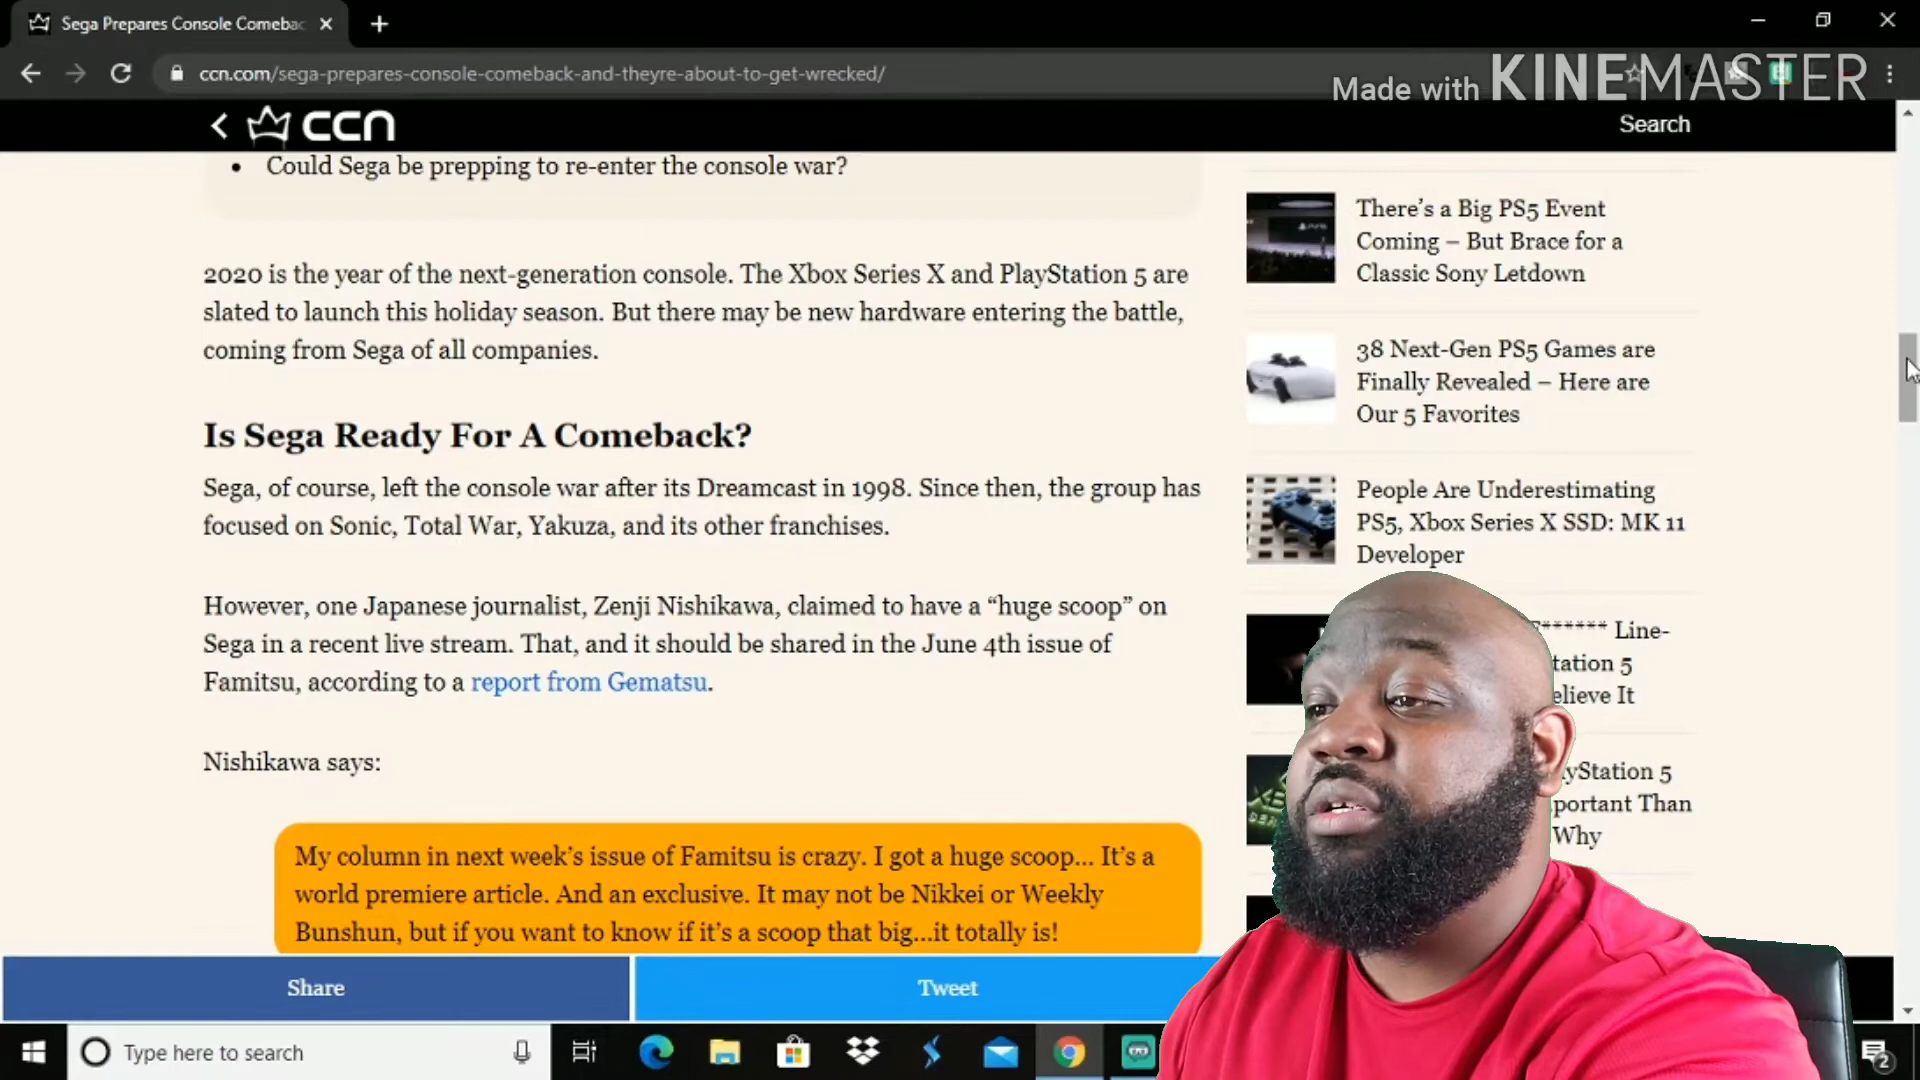 Sega Prepares Console Comebac
ccn.com/sega-prepares-console-comeback-and-theyre-about-to-get-wrecked/
Made with KINEMASTER
CCN
Search
Could Sega be prepping to re-enter the console war?
2020 is the year of the next-generation console. The Xbox Series X and PlayStation 5 are
slated to launch this holiday season. But there may be new hardware entering the battle,
coming from Sega of all companies.
Is Sega Ready For A Comeback?
Sega, of course, left the console war after its Dreamcast in 1998. Since then, the group has
focused on Sonic, Total War, Yakuza, and its other franchises.
However, one Japanese journalist, Zenji Nishikawa, claimed to have a “huge scoop” on
Sega in a recent live stream. That, and it should be shared in the June 4th issue of
Famitsu, according to a report from Gematsu.
Nishikawa says:
My column in next week’s issue of Famitsu is crazy. I got a huge scoop... It’s a
world premiere article. And an exclusive. It may not be Nikkei or Weekly
Bunshun, but if you want to know if it’s a scoop that big...it totally is!
There’s a Big PS5 Event
Coming – But Brace for a
Classic Sony Letdown
38 Next-Gen PS5 Games are
Finally Revealed – Here are
Our 5 Favorites
People Are Underestimating
PS5, Xbox Series X SSD: MK 11
Developer
****** Line-
tation 5
elieve It
yStation 5
portant Than
Why
Share
Tweet
Type here to search
2